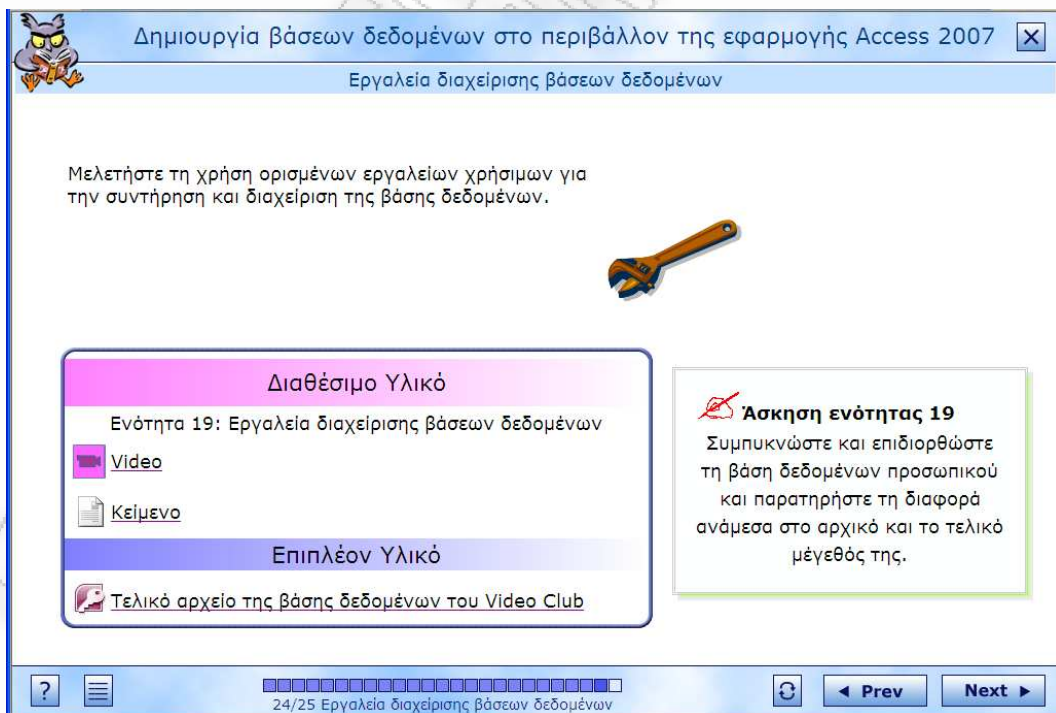 Δημιουργία βάσεων δεδομένων στο περιβάλλον της εφαρμογής Access 2007
Εργαλεία διαχείρισης βάσεων δεδομένων
Μελετήστε τη χρήση ορισμένων εργαλείων χρήσιμων για
την συντήρηση και διαχείριση της βάσης δεδομένων.
Διαθέσιμο Υλικό
Ενότητα 19: Εργαλεία διαχείρισης βάσεων δεδομένων
Video
Κείμενο
Επιπλέον Υλικό
Τελικό αρχείο της βάσης δεδομένων του Video Club
Άσκηση ενότητας 19
Συμπυκνώστε και επιδιορθώστε
τη βάση δεδομένων προσωπικού
και παρατηρήστε τη διαφορά
ανάμεσα στο αρχικό και το τελικό
μέγεθός της.
?
24/25 Εργαλεία διαχείρισης βάσεων δεδομένων
Prev
Next